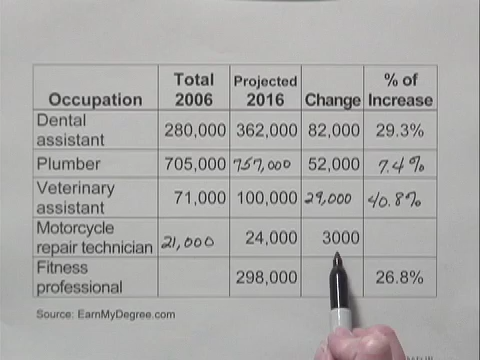 Occupation Total 2006 Projected 2016 Change % of Increase
Dental assistant 280,000 362,000 82,000 29.3%
Plumber 705,000 757,000 52,000 7.4%
Veterinary assistant 71,000 100,000 29,000 40.8%
Motorcycle repair technician 21,000 24,000 3000
Fitness professional 298,000 26.8%
Source: EarnMyDegree.com